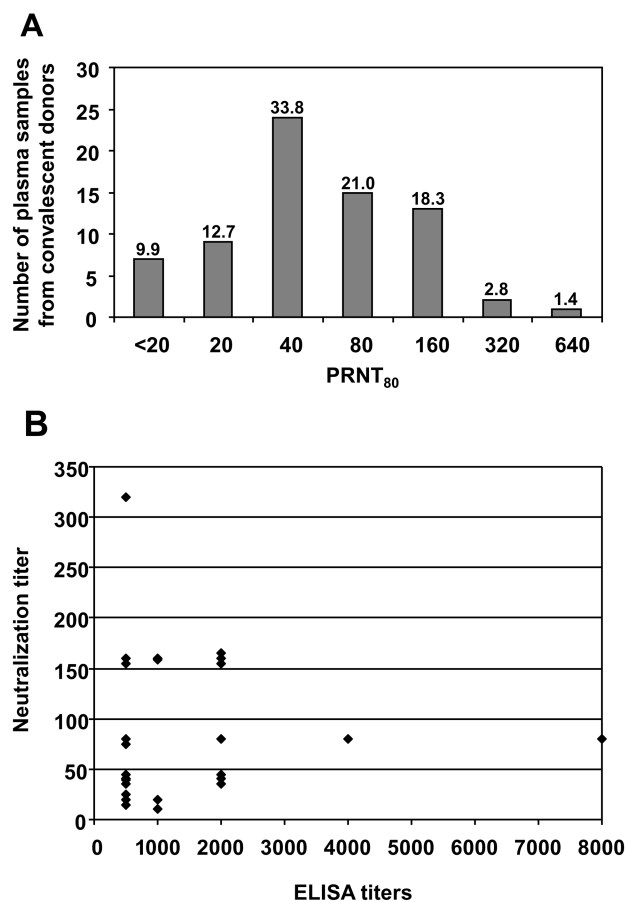 A
Number of plasma samples
from convalescent donors
30
25
20
15
10
5
0
9.9
12.7
33.8
21.0
18.3
2.8
1.4
<20 20 40 80 160 320 640
PRNT80
B
Neutralization titer
350
300
250
200
150
100
50
0
0 1000 2000 3000 4000 5000 6000 7000 8000
ELISA titers